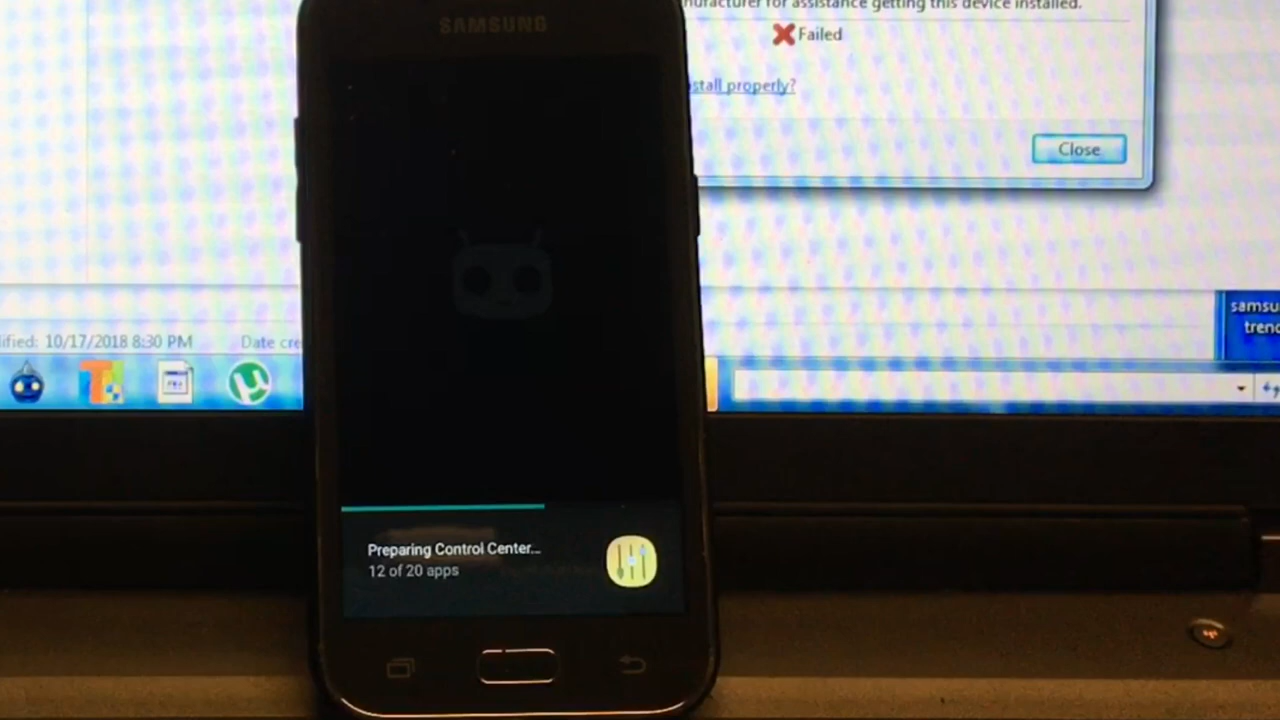 SAMSUNG
nufacturer for assistance getting this device installed.
Failed
stall properly?
Close
samsu
trend
ified: 10/17/2018 8:30 PM
Date cre
Preparing Control Center...
12 of 20 apps